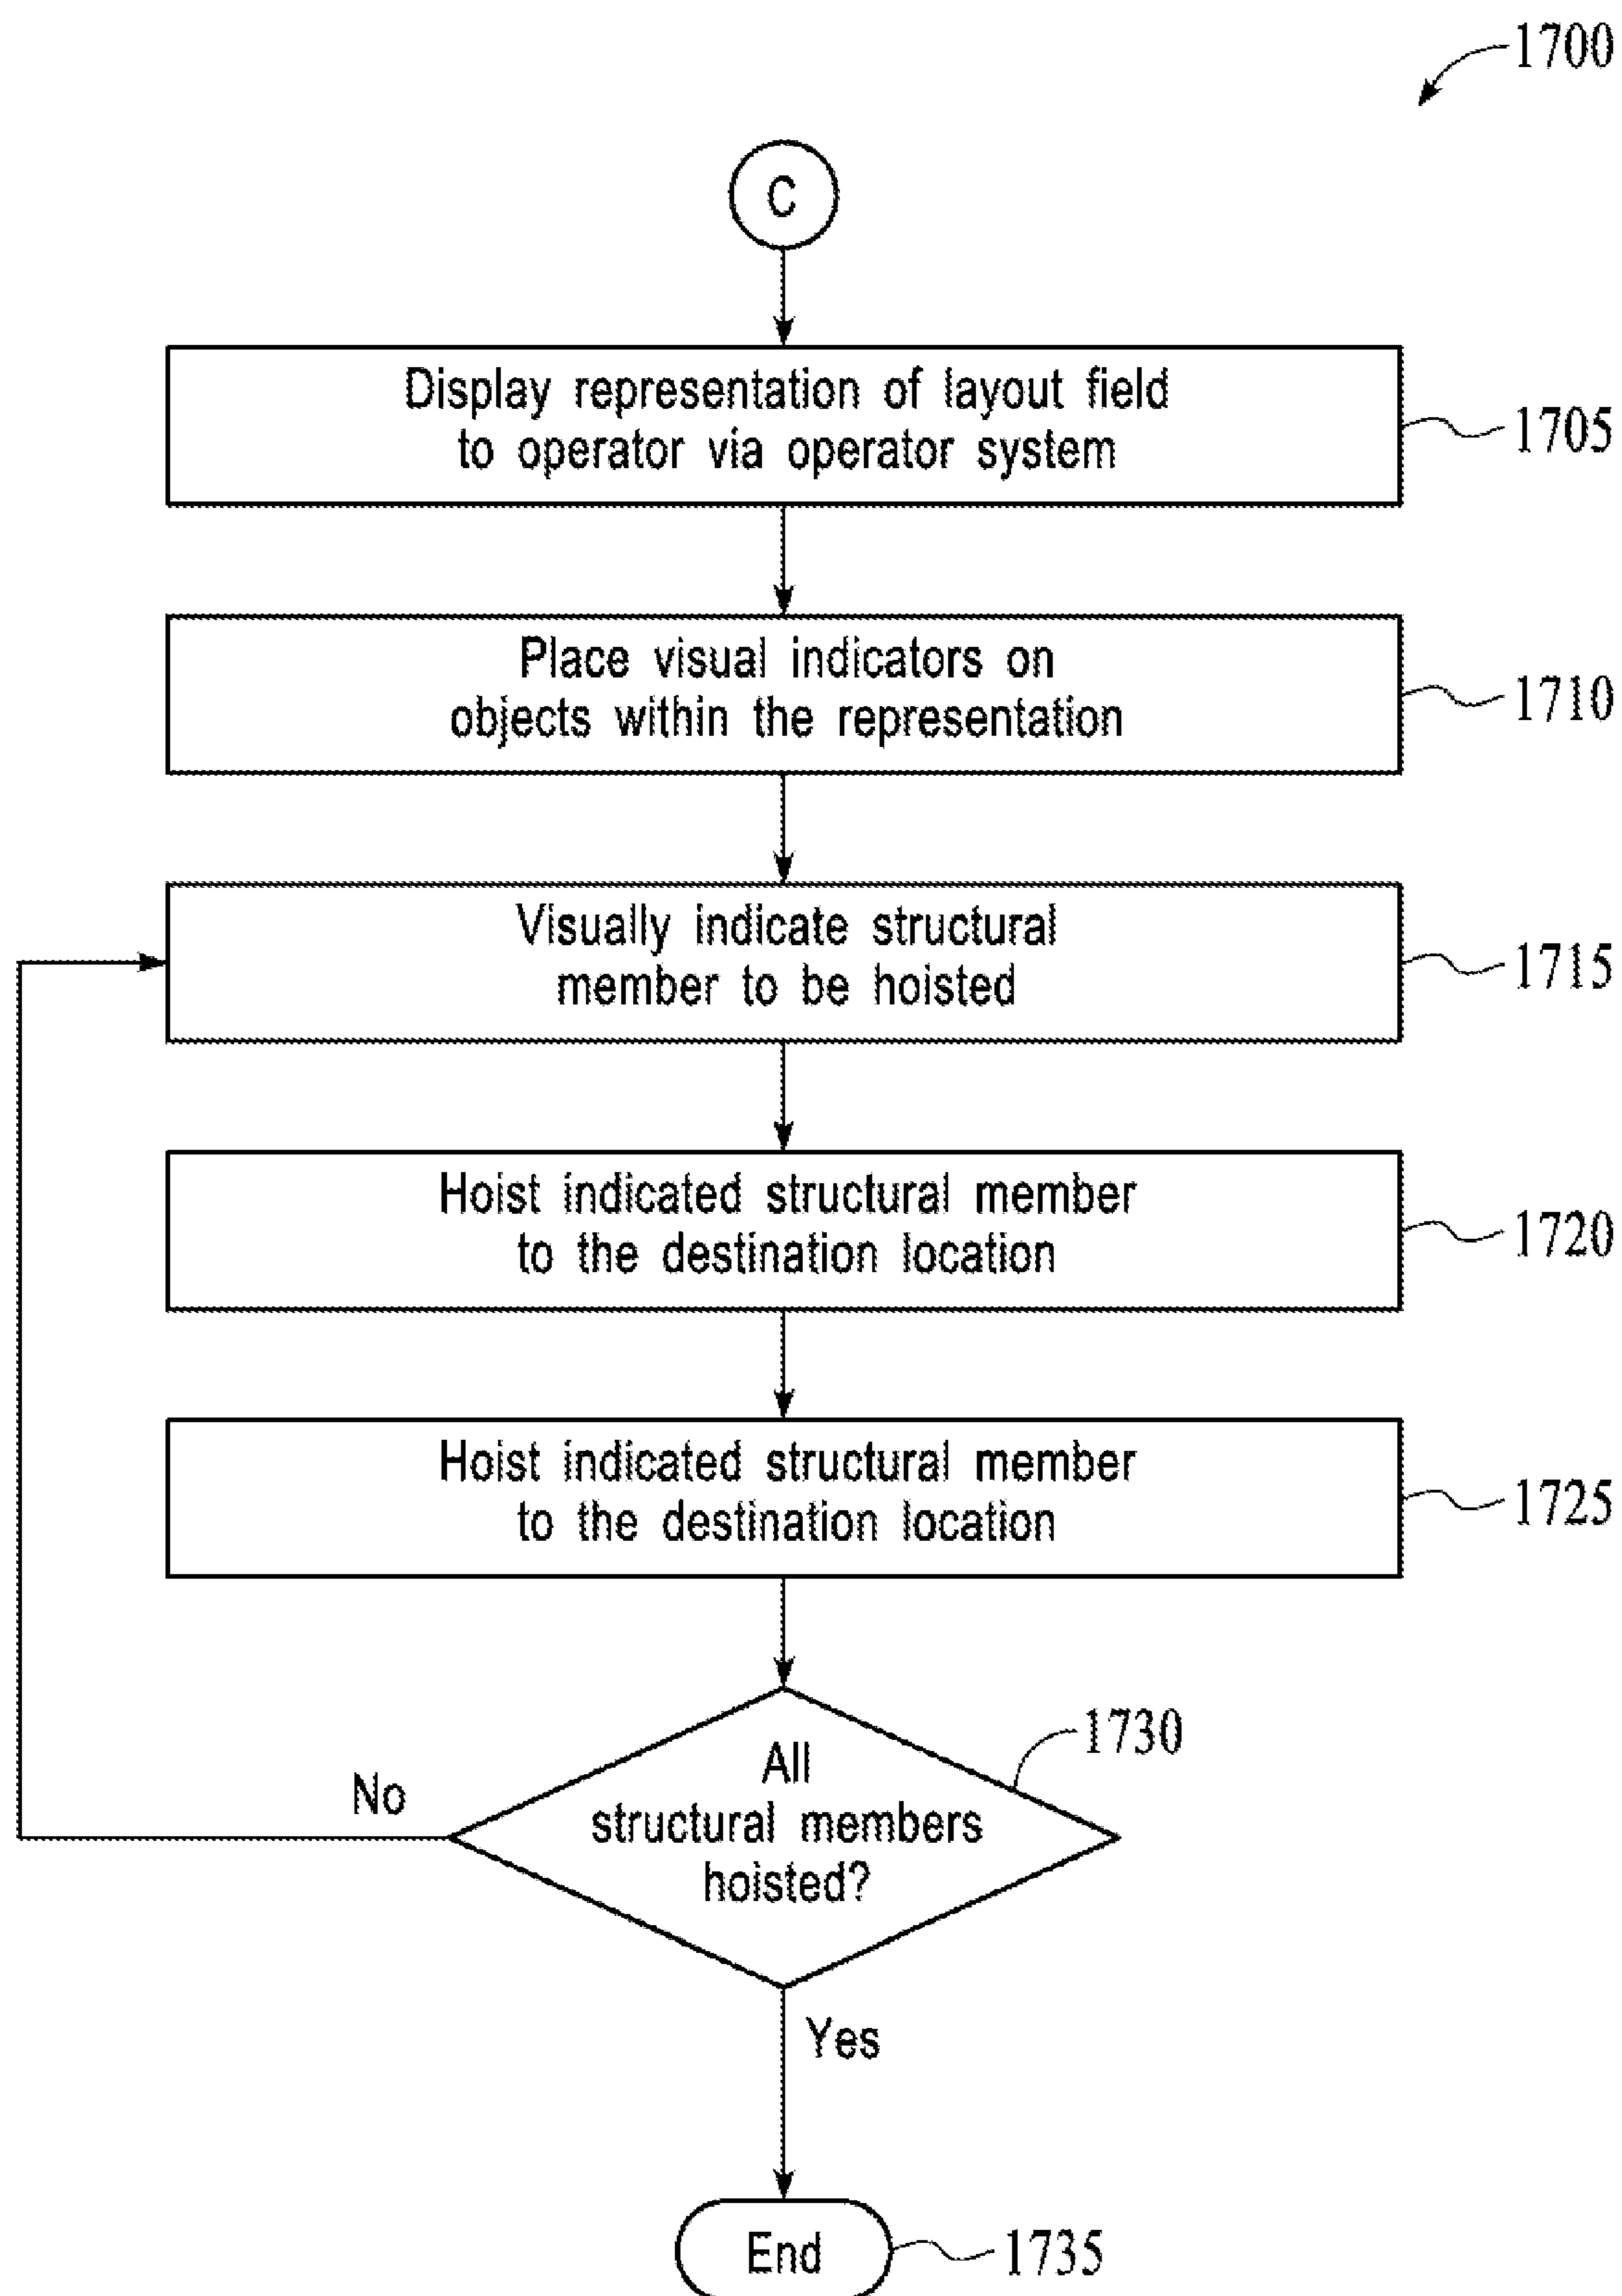 1700
C
Display representation of layout field
to operator via operator system
1705
Place visual indicators on
objects within the representation
1710
Visually indicate structural
member to be hoisted
1715
Hoist indicated structural member
to the destination location
1720
Hoist indicated structural member
to the destination location
1725
All
structural members
hoisted?
1730
No
Yes
End
1735